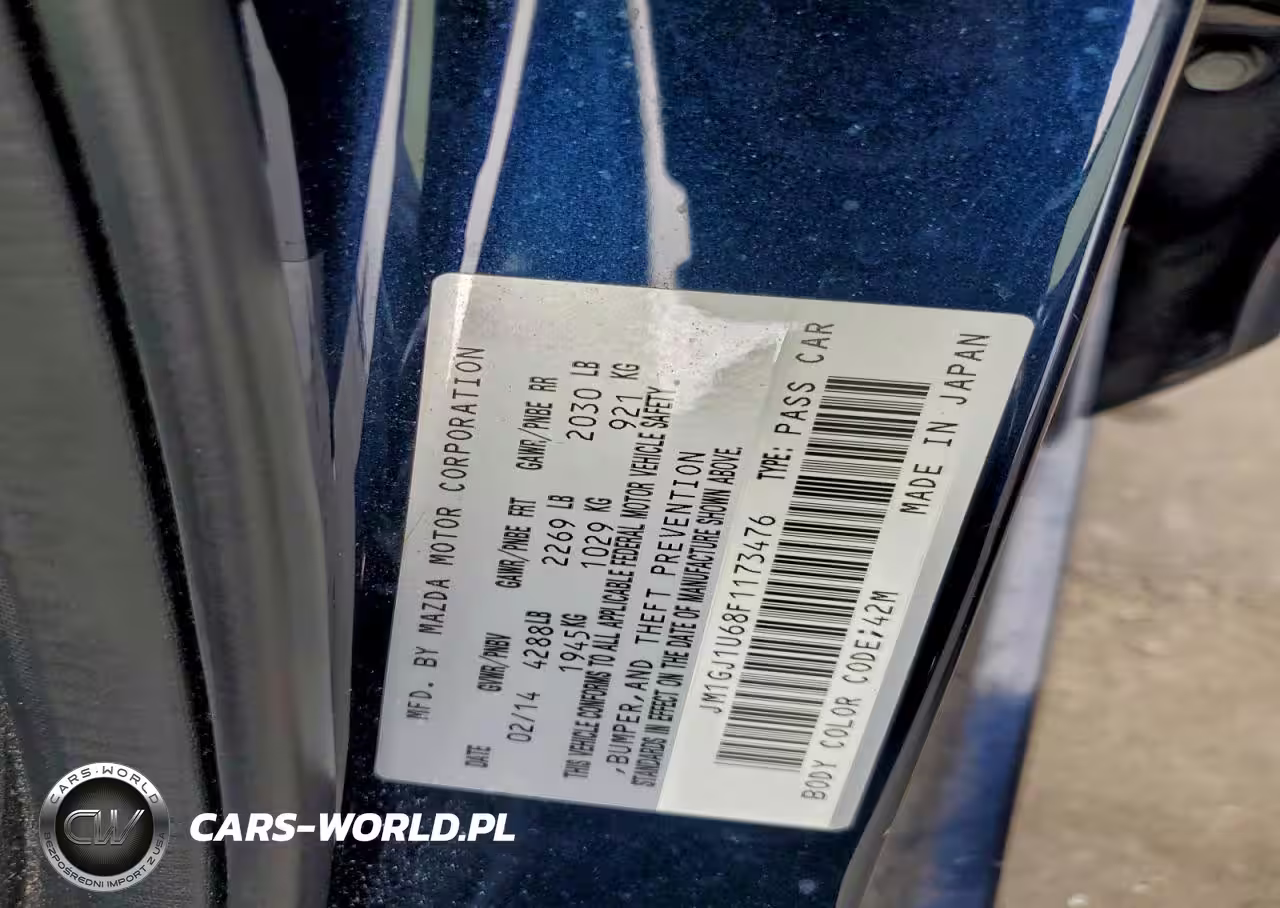 MFD. BY MAZDA MOTOR CORPORATION
DATE GVWR/PNBV GAWR/PNBE FRT GAWR/PNBE RR
02/14 4288LB 2269 LB 2030 LB
1945KG 1029 KG 921 KG
THIS VEHICLE CONFORMS TO ALL APPLICABLE FEDERAL MOTOR VEHICLE SAFETY
,BUMPER,AND THEFT PREVENTION
STANDARDS IN EFFECT ON THE DATE OF MANUFACTURE SHOWN ABOVE.
JM1GJ1U68F1173476 TYPE: PASS CAR
BODY COLOR CODE:42M MADE IN JAPAN
CARS-WORLD
CW
BEZPOŚREDNI IMPORT Z USA
CARS-WORLD.PL